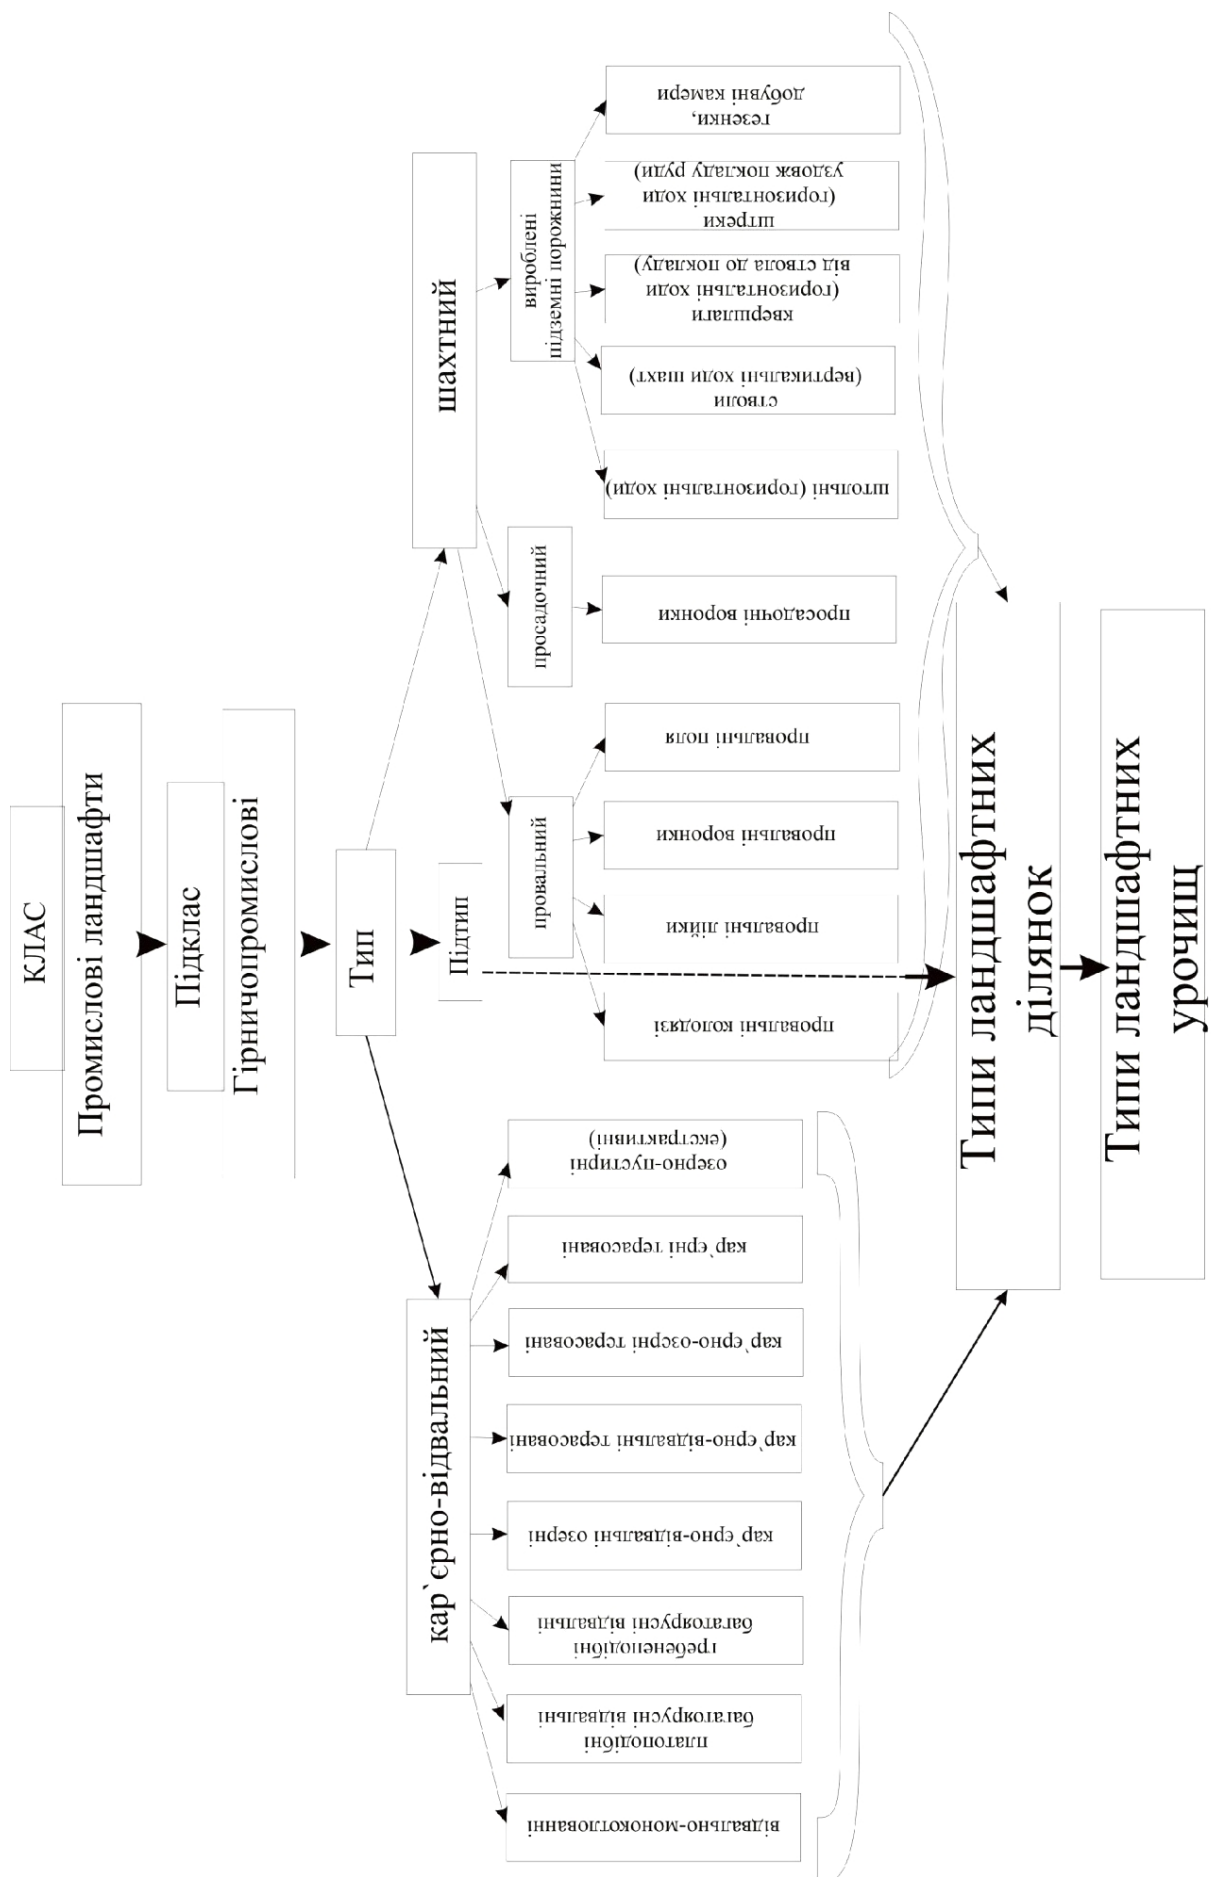 КЛАС
Промислові ландшафти
Підклас
Гірничопромислові
Тип
Підтип
кар`єрно-відвальний
шахтний
провальний
просадочний
вироблені
підземні порожнини
відвально-монокотлованні
платоподібні
багатоярусні відвальні
гребенеподібні
багатоярусні відвальні
кар`єрно-відвальні озерні
кар`єрно-відвальні терасовані
кар`єрно-озерні терасовані
кар`єрні терасовані
озерно-пустирні
(екстрактивні)
провальні колодязі
провальні лійки
провальні воронки
провальні поля
просадочні воронки
штольні (горизонтальні ходи)
стволи
(вертикальні ходи шахт)
квершлаги
(горизонтальні ходи
від ствола до покладу)
штреки
(горизонтальні ходи
уздовж покладу руди)
гезенки,
добувні камери
Типи ландшафтних
ділянок
Типи ландшафтних
урочищ